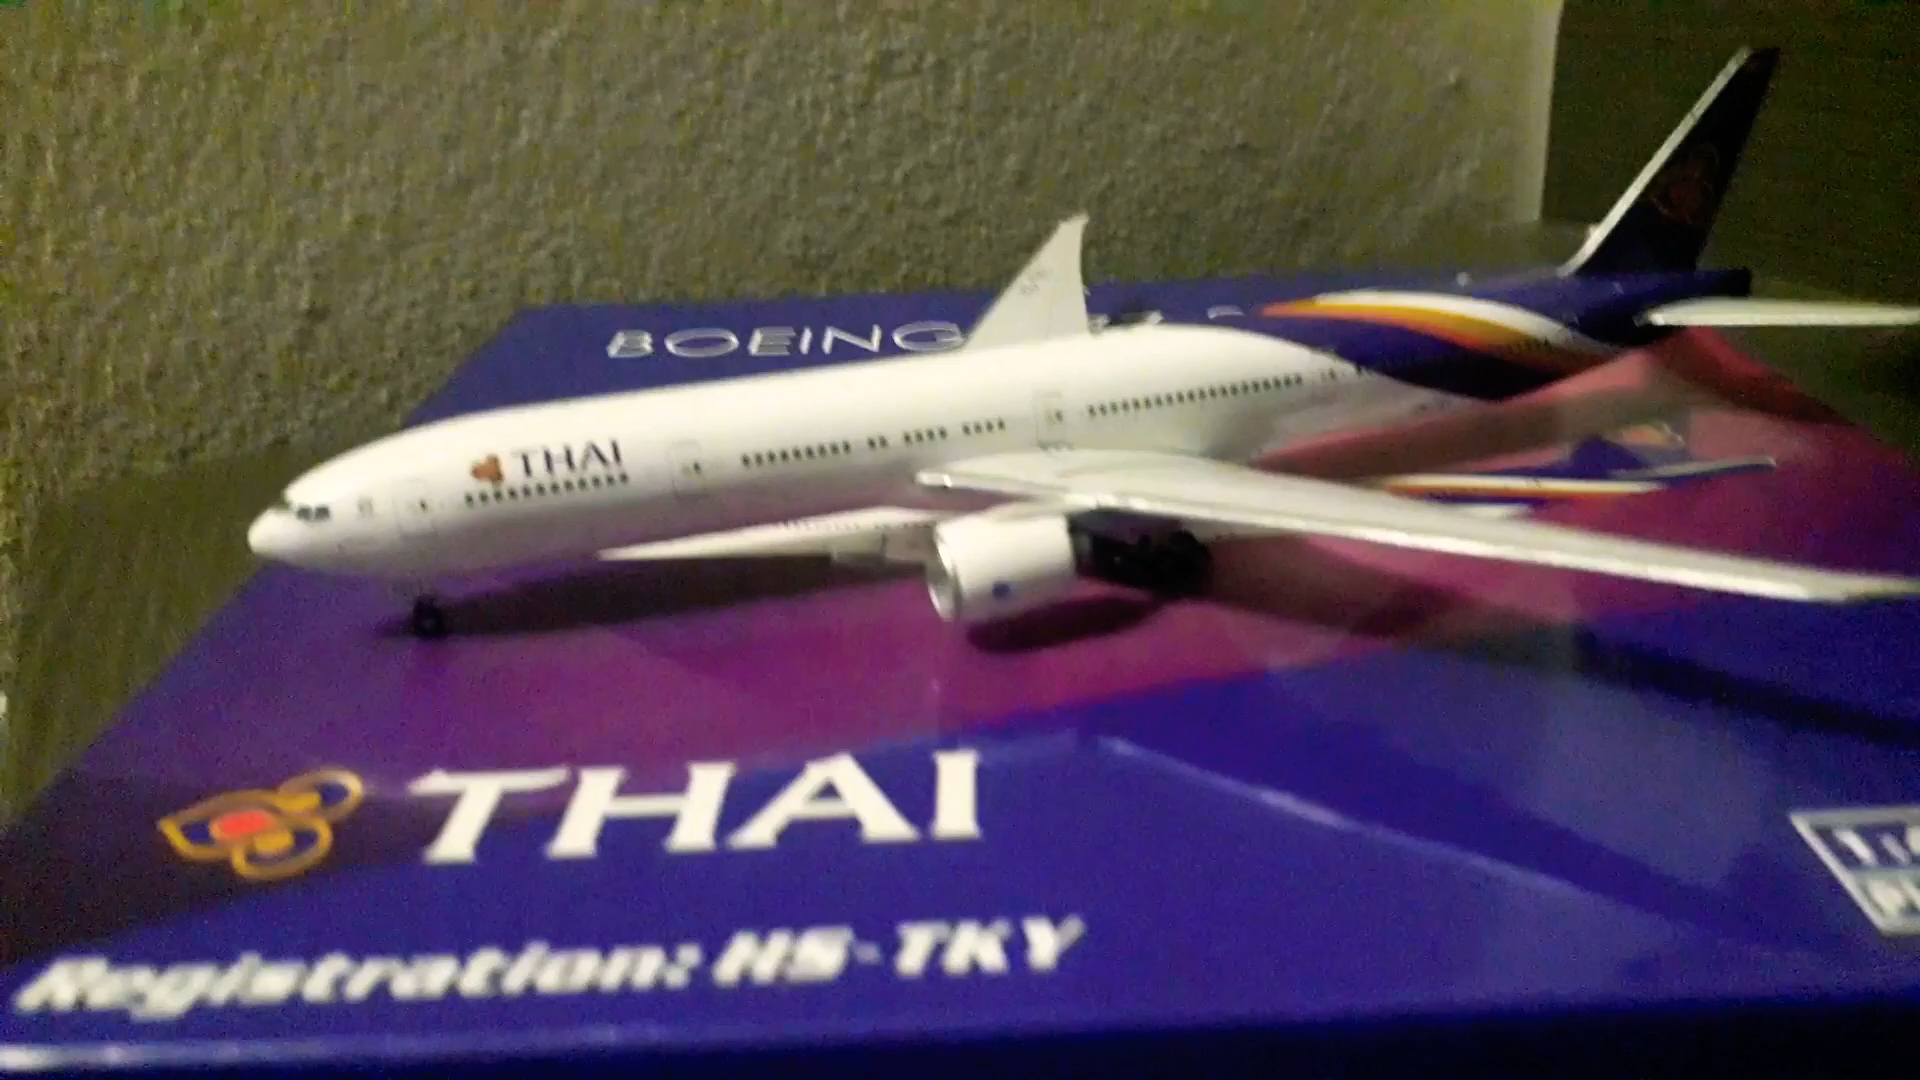 BOEING
THAI
THAI
Registration: HS-TKY